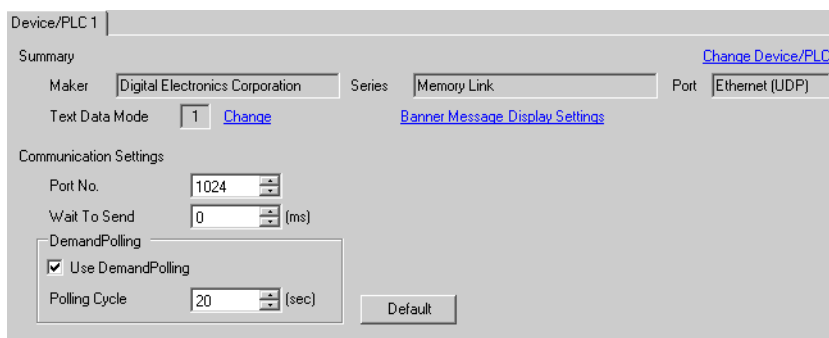 Device/PLC 1
Summary Change Device/PLC
Maker Digital Electronics Corporation Series Memory Link Port Ethernet (UDP)
Text Data Mode 1 Change Banner Message Display Settings
Communication Settings
Port No. 1024
Wait To Send 0 (ms)
DemandPolling
Use DemandPolling
Polling Cycle 20 (sec) Default